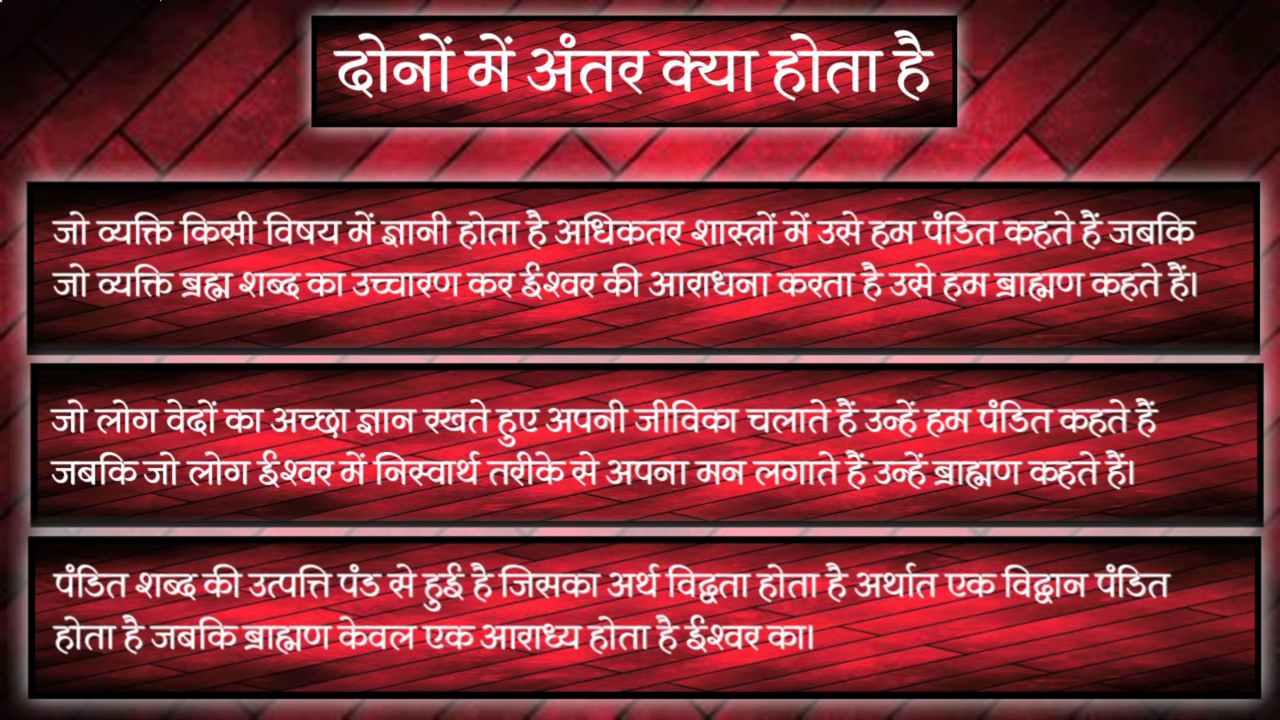 दोनों में अंतर क्या होता है
जो व्यक्ति किसी विषय में ज्ञानी होता है अधिकतर शास्त्रों में उसे हम पंडित कहते हैं जबकि
जो व्यक्ति ब्रह्म शब्द का उच्चारण कर ईश्वर की आराधना करता है उसे हम ब्राह्मण कहते हैं।
जो लोग वेदों का अच्छा ज्ञान रखते हुए अपनी जीविका चलाते हैं उन्हें हम पंडित कहते हैं
जबकि जो लोग ईश्वर में निस्वार्थ तरीके से अपना मन लगाते हैं उन्हें ब्राह्मण कहते हैं।
पंडित शब्द की उत्पत्ति पंड से हुई है जिसका अर्थ विद्वता होता है अर्थात एक विद्वान पंडित
होता है जबकि ब्राह्मण केवल एक आराध्य होता है ईश्वर का।